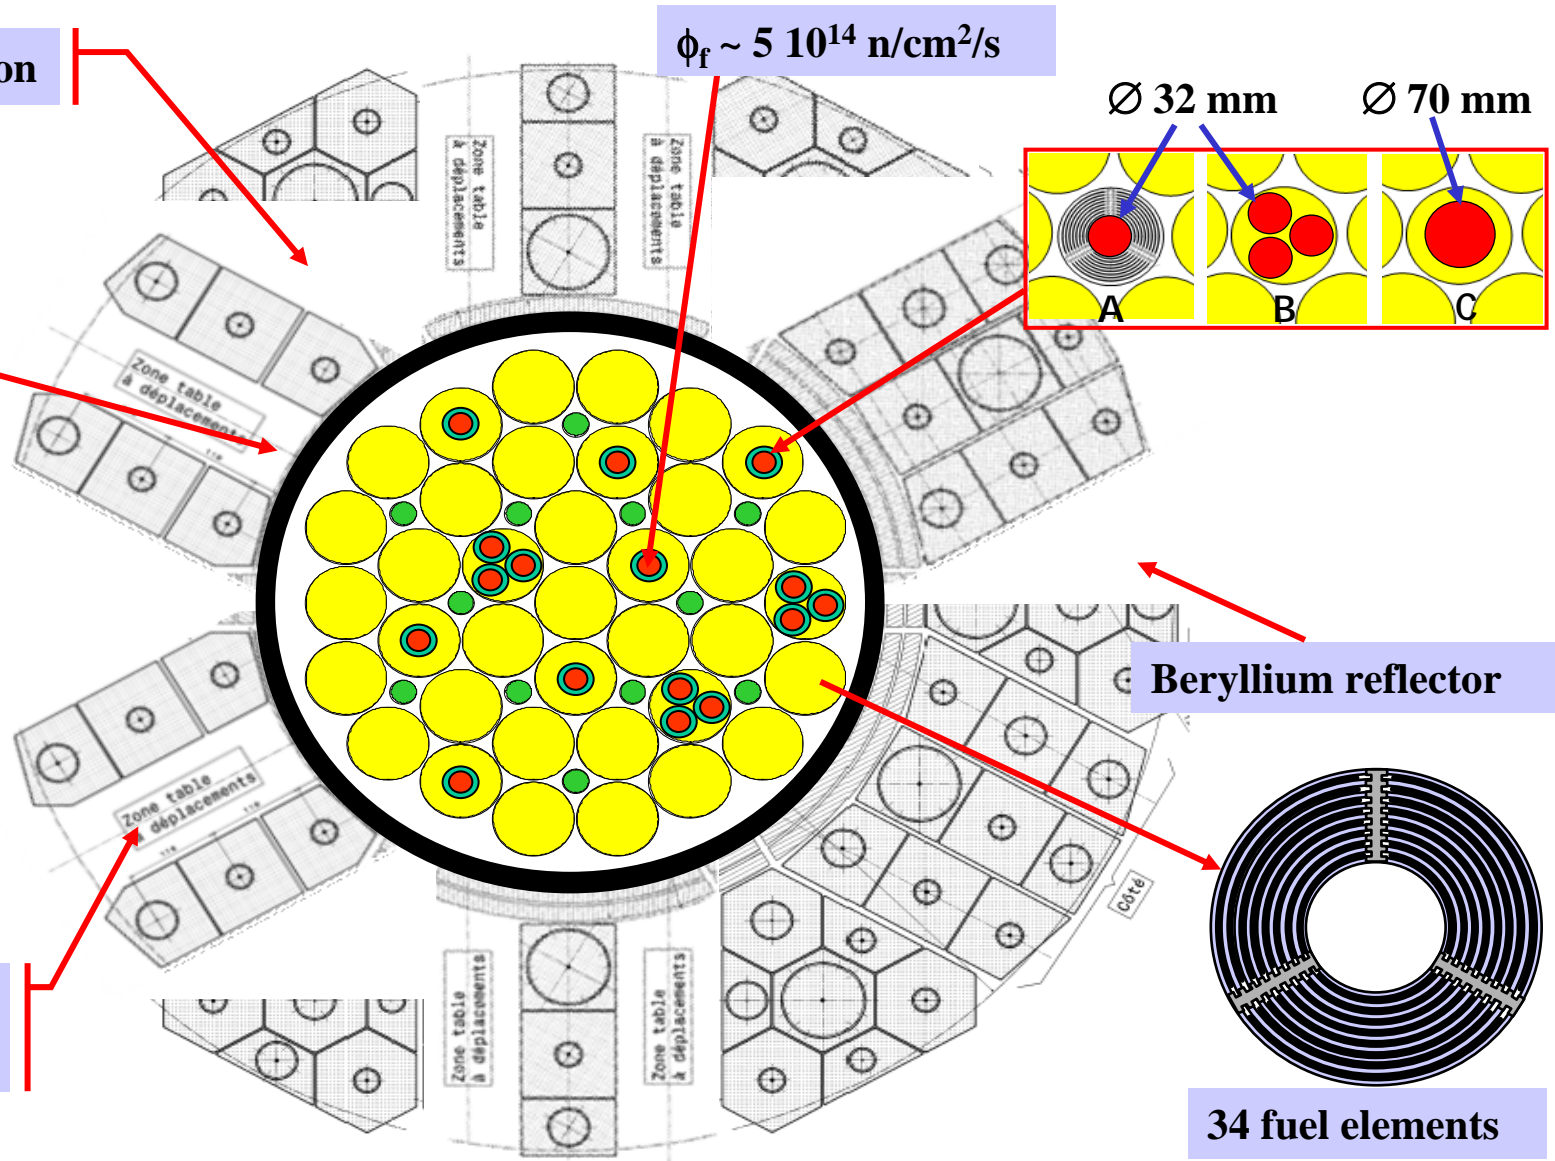 on
ϕf ~ 5 10¹⁴ n/cm²/s
∅ 32 mm
∅ 70 mm
A
B
C
Zone table
à déplacements
Zone table
à déplacements
Zone table
à déplacements
Beryllium reflector
Zone table
à déplacements
Côté
Zone table
à déplacements
Zone table
à déplacements
34 fuel elements